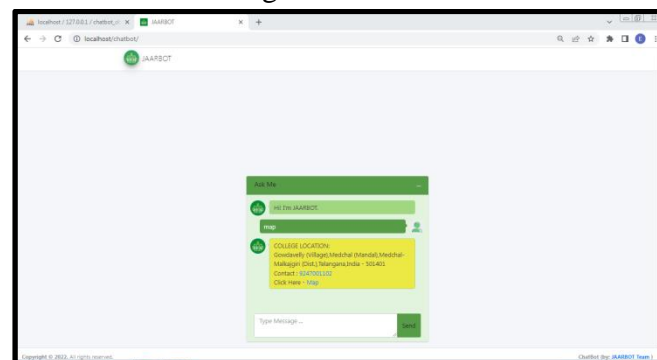 localhost / 127.0.0.1 / chatbot_d
JAARBOT
localhost/chatbot/
JAARBOT
Ask Me
Hi! I'm JAARBOT.
map
COLLEGE LOCATION:
Gowdavelly (Village),Medchal (Mandal),Medchal-
Malkajgiri (Dist.),Telangana,India - 501401
Contact : 9247001102
Click Here - Map
Type Message ...
Send
Copyright © 2022. All rights reserved.
ChatBot (by: JAARBOT Team )